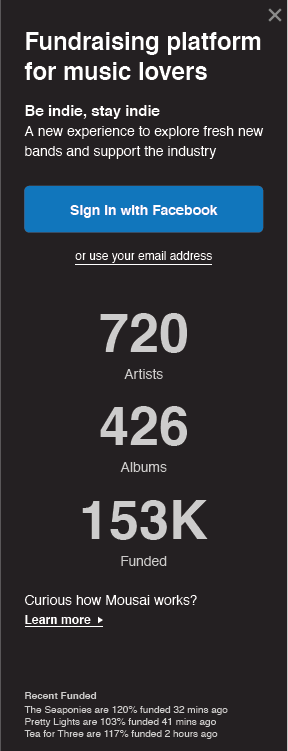 Fundraising platform
for music lovers
Be indie, stay indie
A new experience to explore fresh new
bands and support the industry
Sign in with Facebook
or use your email address
720
Artists
426
Albums
153K
Funded
Curious how Mousai works?
Learn more
Recent Funded
The Seaponies are 120% funded 32 mins ago
Pretty Lights are 103% funded 41 mins ago
Tea for Three are 117% funded 2 hours ago